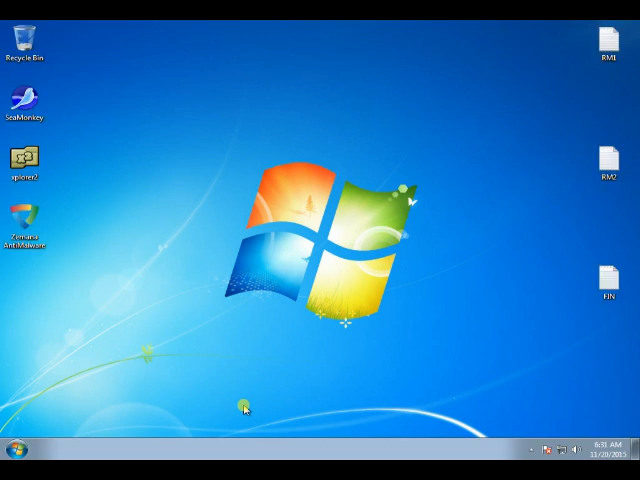 Recycle Bin
SeaMonkey
xplorer2
Zemana
AntiMalware
RM1
RM2
FIN
6:31 AM
11/20/2015